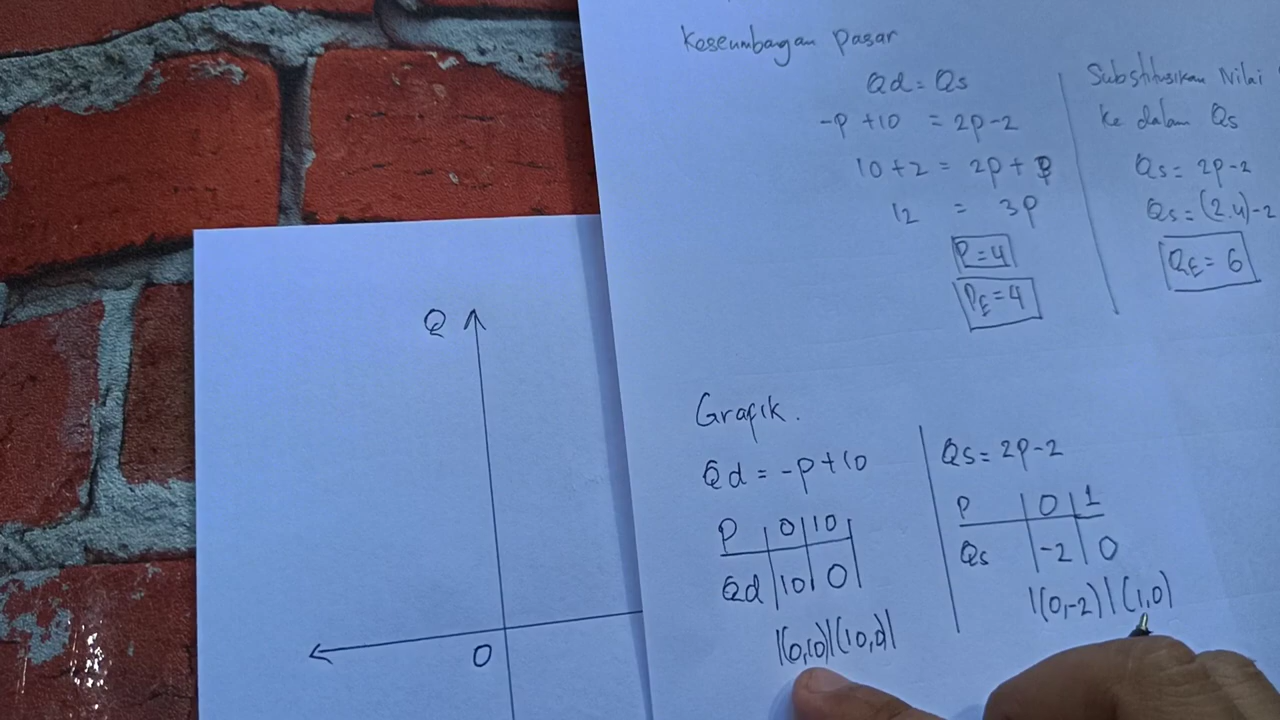 Keseimbangan Pasar
Qd = Qs
-P + 10 = 2P-2
10 + 2 = 2P + P
12 = 3P
P = 4
PE = 4
Substitusikan Nilai
ke dalam Qs
Qs = 2P-2
Qs = (2.4)-2
QE = 6
Q
O
Grafik.
Qd = -P+10
P | 0 | 10 |
Qd | 10 | 0 |
|(0,10)|(10,0)|
Qs = 2P-2
P | 0 | 1
Qs | -2 | 0
|(0,-2)|(1,0)